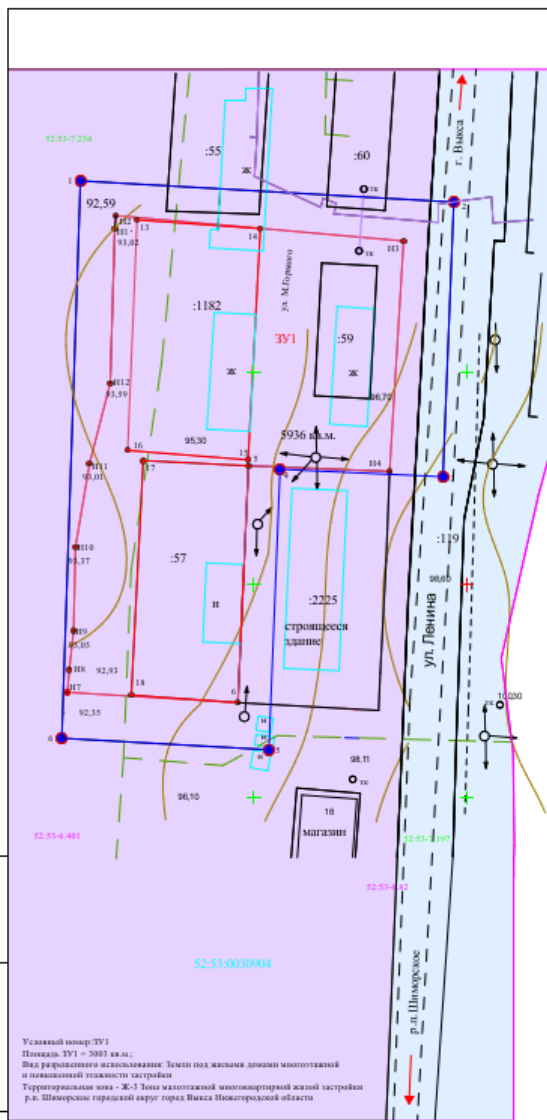 г. Выкса
:55
ж
:60
тк
52:53-7.234
1
2
92,59
Н2
Н1
93,02
13
14
Н3
тк
ул. М.Горького
:1182
ЗУ1
:59
ж
ж
Н12
93,59
96,70
95,30
5936 кв.м.
16
15
17
Н4
4
Н11
93,01
:119
Н10
93,37
:57
98,60
н
:2225
строящееся
здание
ул. Ленина
Н9
93,03
Н8
92,93
Н7
18
6
92,35
100,30
тк
н
н
н
6
5
98,11
тк
96,10
18
магазин
52:53-6.401
52:53-7.197
52:53-6.82
52:53:0030904
р.п. Шиморское
Условный номер:ЗУ1
Площадь ЗУ1 = 5003 кв.м.;
Вид разрешенного использования: Земли под жилыми домами многоэтажной
и повышенной этажности застройки
Территориальная зона - Ж-3 Зона малоэтажной многоквартирной жилой застройки
р.п. Шиморское городской округ город Выкса Нижегородской области